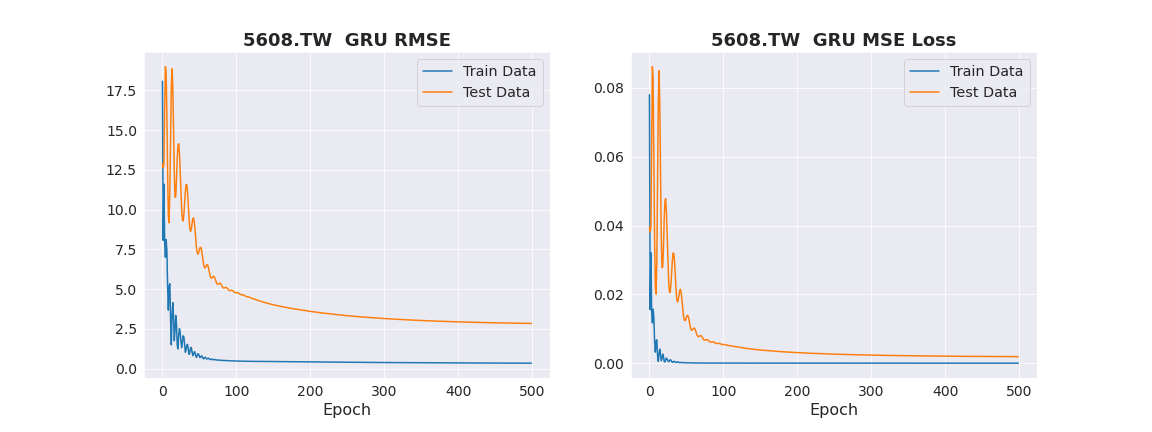 5608.TW  GRU RMSE
Train Data
Test Data
17.5
15.0
12.5
10.0
7.5
5.0
2.5
0.0
0 100 200 300 400 500
Epoch
5608.TW  GRU MSE Loss
Train Data
Test Data
0.08
0.06
0.04
0.02
0.00
0 100 200 300 400 500
Epoch